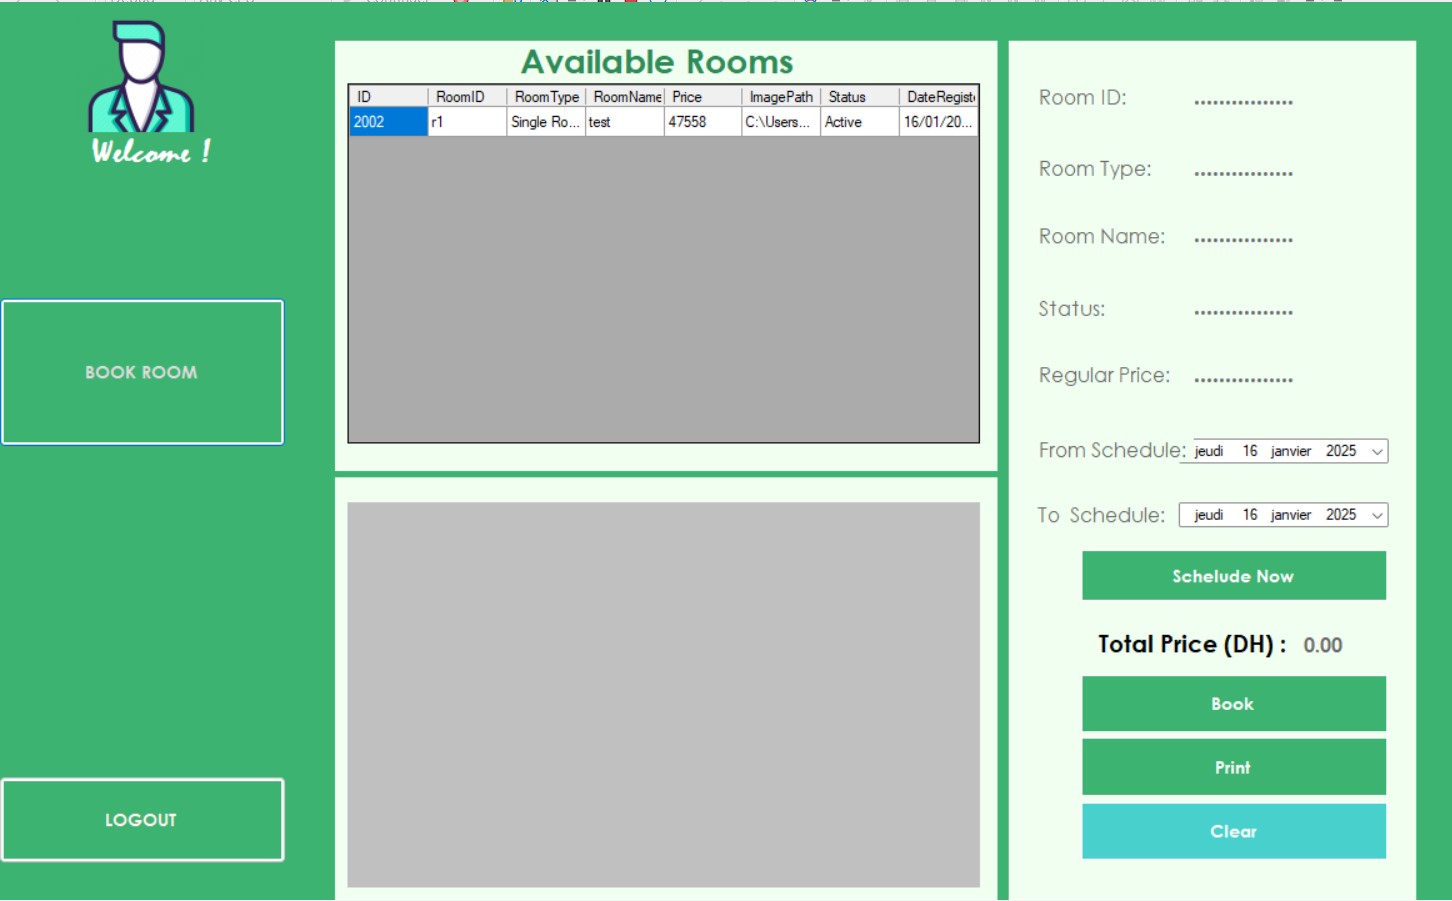 Welcome !
BOOK ROOM
LOGOUT
Available Rooms
ID RoomID RoomType RoomName Price ImagePath Status DateRegist
2002 r1 Single Ro... test 47558 C:\Users... Active 16/01/20...
Room ID: ................
Room Type: ................
Room Name: ................
Status: ................
Regular Price: ................
From Schedule: jeudi 16 janvier 2025
To Schedule: jeudi 16 janvier 2025
Schelude Now
Total Price (DH) : 0.00
Book
Print
Clear